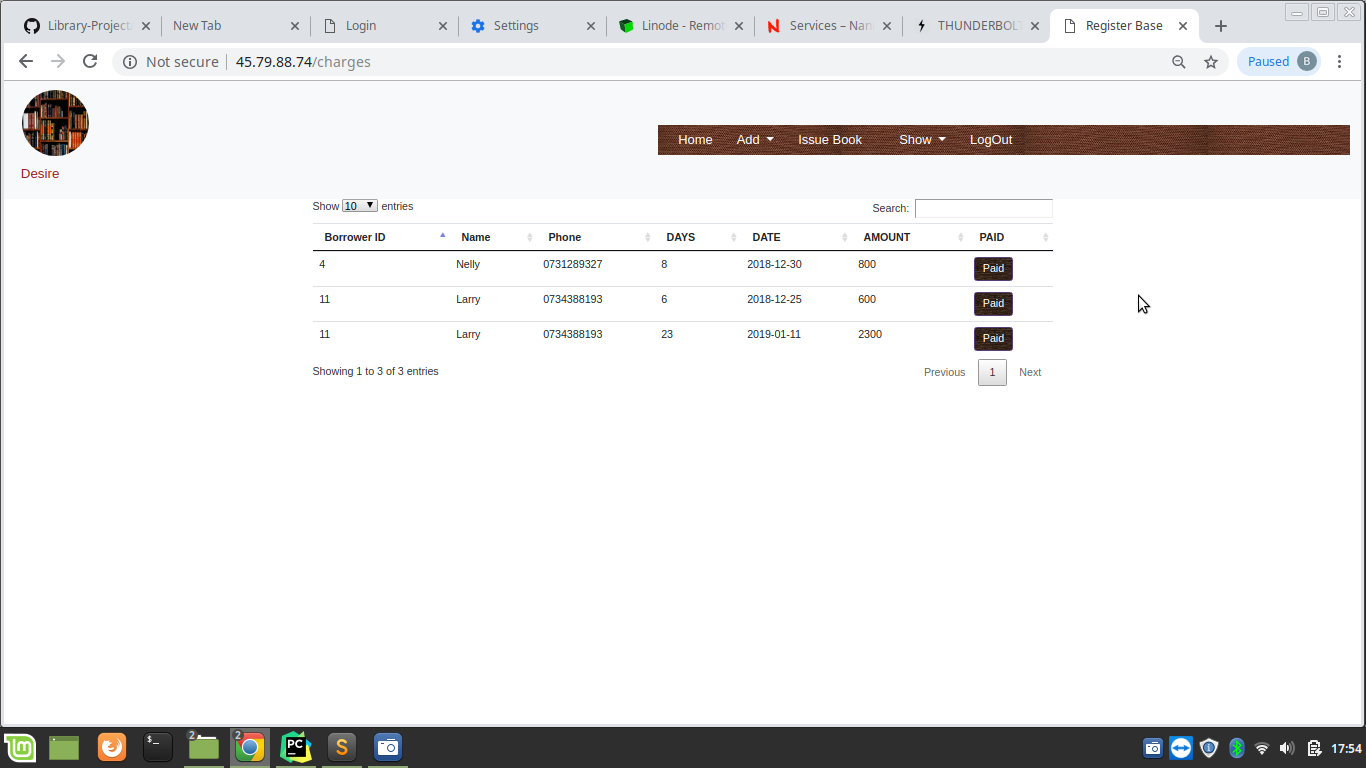 Library-Project New Tab Login Settings Linode - Remot Services – Nam THUNDERBOLT Register Base
Not secure 45.79.88.74/charges Paused B
Desire
Home Add Issue Book Show LogOut
Show 10 entries Search:
Borrower ID Name Phone DAYS DATE AMOUNT PAID
4 Nelly 0731289327 8 2018-12-30 800 Paid
11 Larry 0734388193 6 2018-12-25 600 Paid
11 Larry 0734388193 23 2019-01-11 2300 Paid
Showing 1 to 3 of 3 entries Previous 1 Next
2 2 PC S 17:54